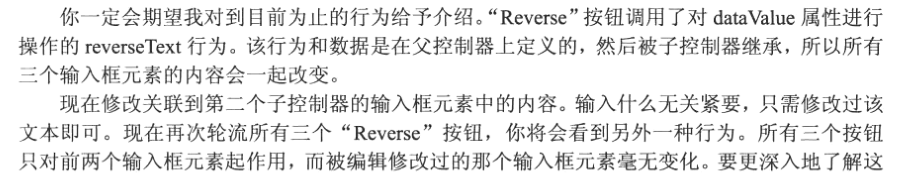 你一定会期望我对到目前为止的行为给予介绍。“Reverse”按钮调用了对 dataValue 属性进行
操作的 reverseText 行为。该行为和数据是在父控制器上定义的，然后被子控制器继承，所以所有
三个输入框元素的内容会一起改变。
现在修改关联到第二个子控制器的输入框元素中的内容。输入什么无关紧要，只需修改过该
文本即可。现在再次轮流所有三个“Reverse”按钮，你将会看到另外一种行为。所有三个按钮
只对前两个输入框元素起作用，而被编辑修改过的那个输入框元素毫无变化。要更深入地了解这